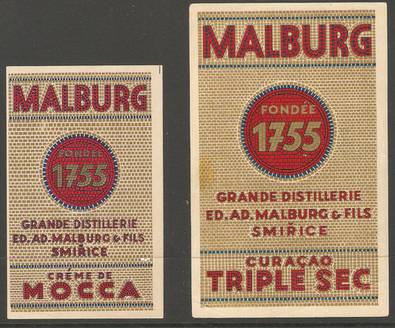 MALBURG
FONDÉE
1755
GRANDE DISTILLERIE
ED. AD. MALBURG & FILS
SMIŘICE
CRÈME DE
MOCCA
MALBURG
FONDÉE
1755
GRANDE DISTILLERIE
ED. AD. MALBURG & FILS
SMIŘICE
CURAÇAO
TRIPLE SEC